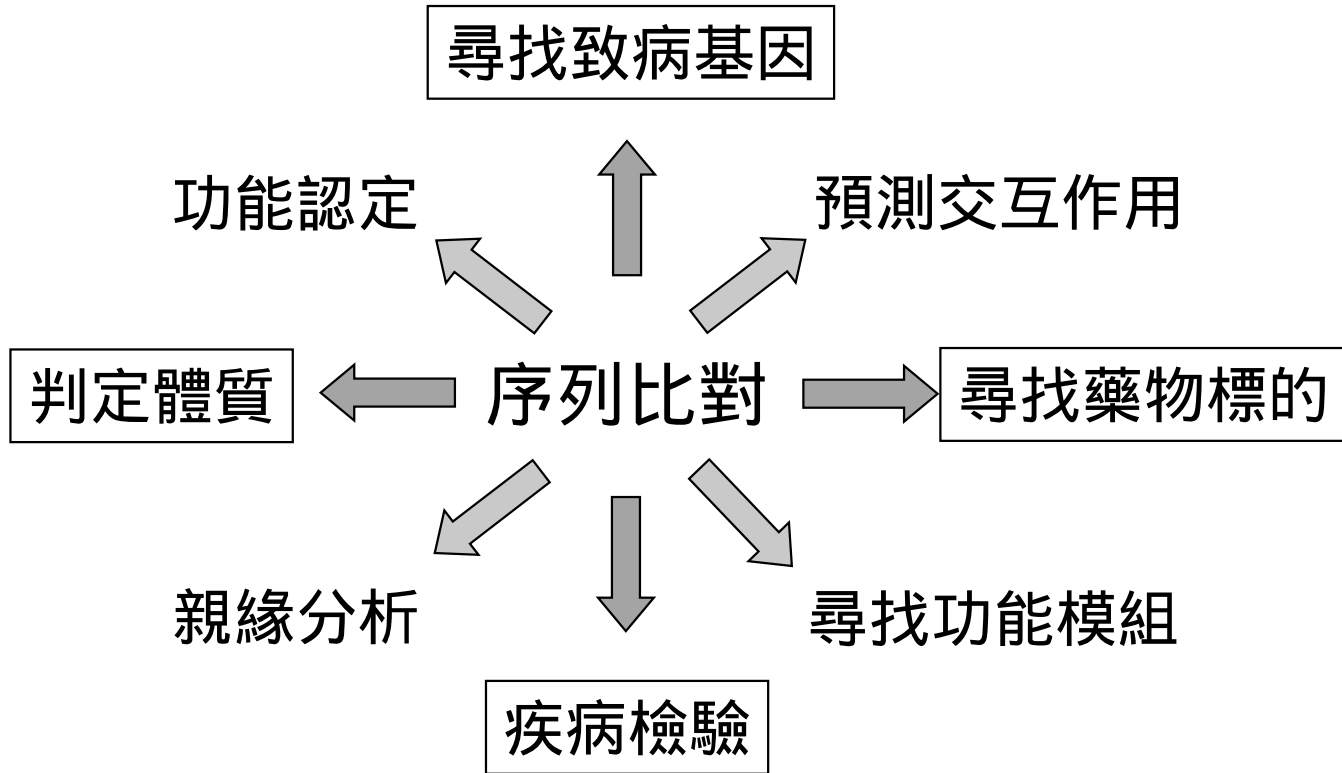 尋找致病基因
功能認定
預測交互作用
判定體質
序列比對
尋找藥物標的
親緣分析
尋找功能模組
疾病檢驗